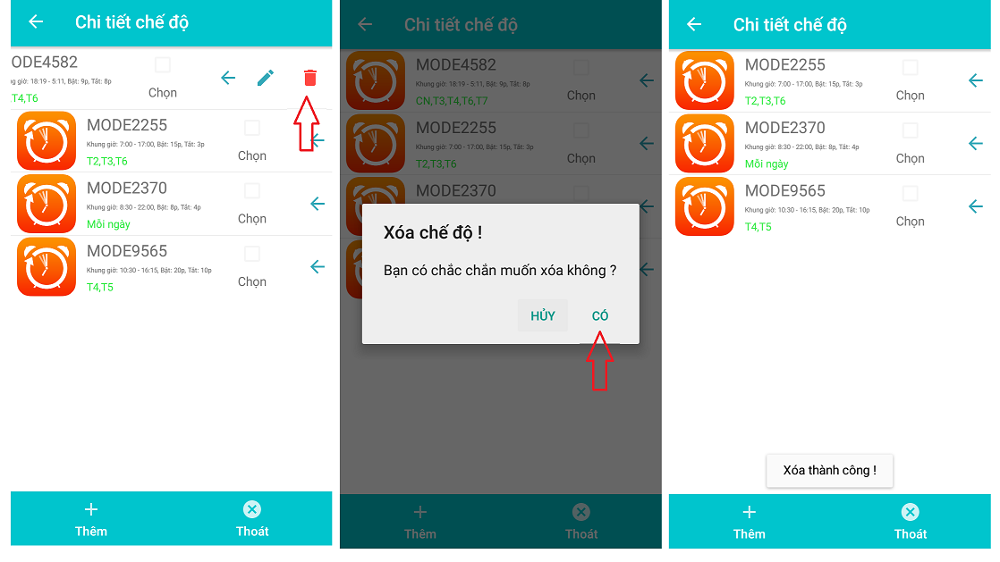 Chi tiết chế độ
ODE4582
ng giờ: 18:19 - 5:11, Bật: 9p, Tắt: 8p
,T4,T6
Chọn
MODE2255
Khung giờ: 7:00 - 17:00, Bật: 15p, Tắt: 3p
T2,T3,T6
Chọn
MODE2370
Khung giờ: 8:30 - 22:00, Bật: 8p, Tắt: 4p
Mỗi ngày
Chọn
MODE9565
Khung giờ: 10:30 - 16:15, Bật: 20p, Tắt: 10p
T4,T5
Chọn
Thêm
Thoát
Chi tiết chế độ
MODE4582
Khung giờ: 18:19 - 5:11, Bật: 9p, Tắt: 8p
CN,T3,T4,T6,T7
Chọn
MODE2255
Khung giờ: 7:00 - 17:00, Bật: 15p, Tắt: 3p
T2,T3,T6
Chọn
MODE2370
Xóa chế độ !
Bạn có chắc chắn muốn xóa không ?
HỦY
CÓ
Thêm
Thoát
Chi tiết chế độ
MODE2255
Khung giờ: 7:00 - 17:00, Bật: 15p, Tắt: 3p
T2,T3,T6
Chọn
MODE2370
Khung giờ: 8:30 - 22:00, Bật: 8p, Tắt: 4p
Mỗi ngày
Chọn
MODE9565
Khung giờ: 10:30 - 16:15, Bật: 20p, Tắt: 10p
T4,T5
Chọn
Xóa thành công !
Thêm
Thoát